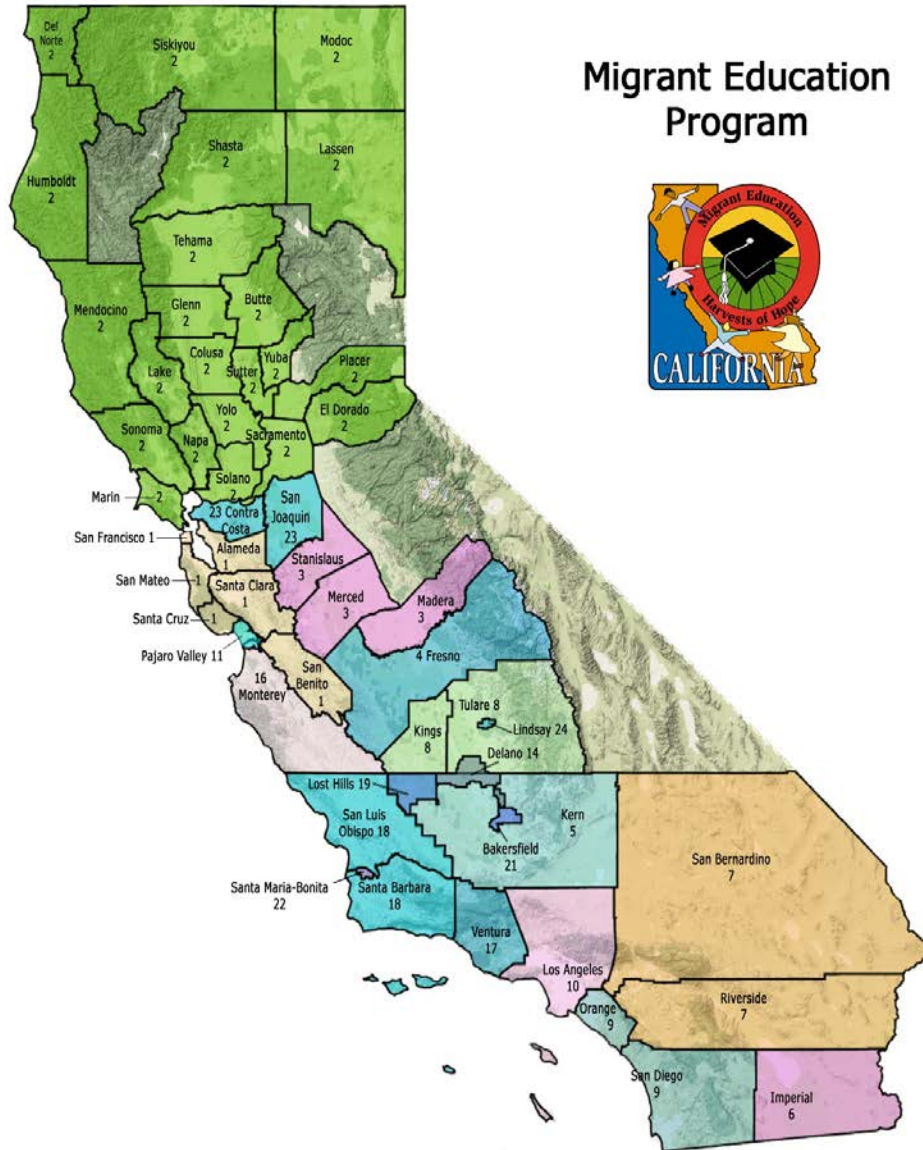 Migrant Education
Program
Migrant Education
Harvests of Hope
CALIFORNIA
Del
Norte
2
Siskiyou
2
Modoc
2
Humboldt
2
Shasta
2
Lassen
2
Tehama
2
Mendocino
2
Glenn
2
Butte
2
Lake
2
Colusa
2
Sutter
2
Yuba
2
Placer
2
El Dorado
2
Sonoma
2
Napa
2
Yolo
2
Sacramento
2
Solano
2
Marin
2
23 Contra
Costa
San
Joaquin
23
San Francisco 1
Alameda
1
Stanislaus
3
San Mateo
1
Santa Clara
1
Merced
3
Madera
3
Santa Cruz
1
Pajaro Valley 11
San
Benito
1
4 Fresno
16
Monterey
Kings
8
Tulare 8
Lindsay 24
Delano 14
Lost Hills 19
San Luis
Obispo 18
Kern
5
Bakersfield
21
San Bernardino
7
Santa Maria-Bonita
22
Santa Barbara
18
Ventura
17
Los Angeles
10
Orange
9
Riverside
7
San Diego
9
Imperial
6